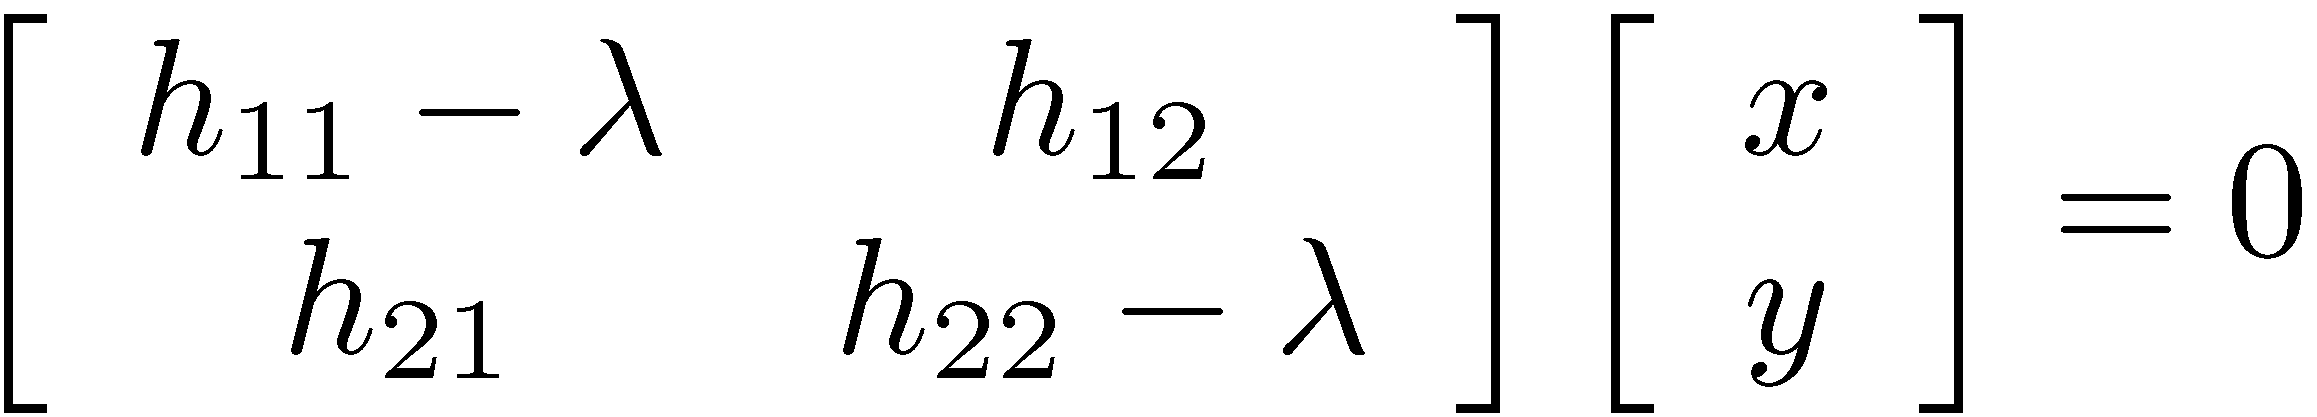 [ h₁₁ − λ   h₁₂ ] [ x ] = 0
[ h₂₁   h₂₂ − λ ] [ y ]